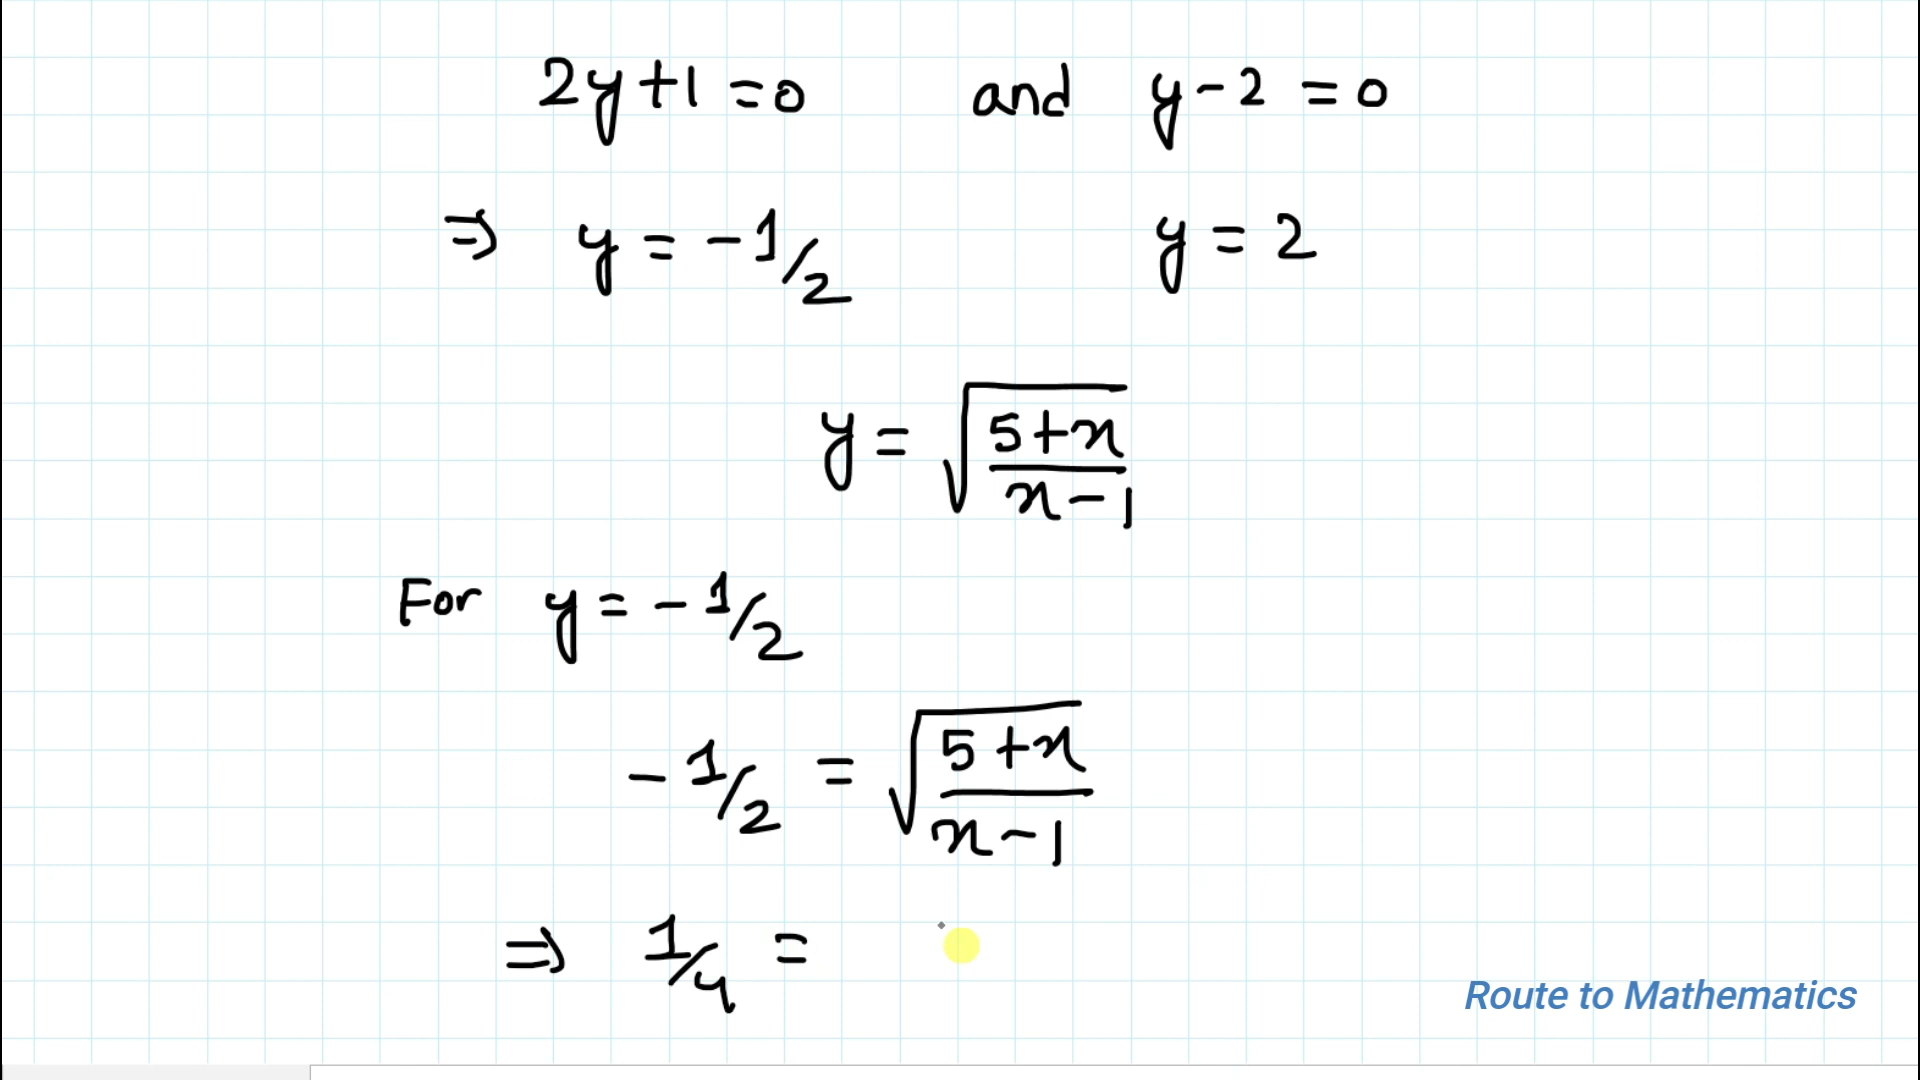 2y+1=0 and y-2=0
⇒ y = -1/2 y = 2
y = √((5+x)/(x-1))
For y = -1/2
-1/2 = √((5+x)/(x-1))
⇒ 1/4 =
Route to Mathematics